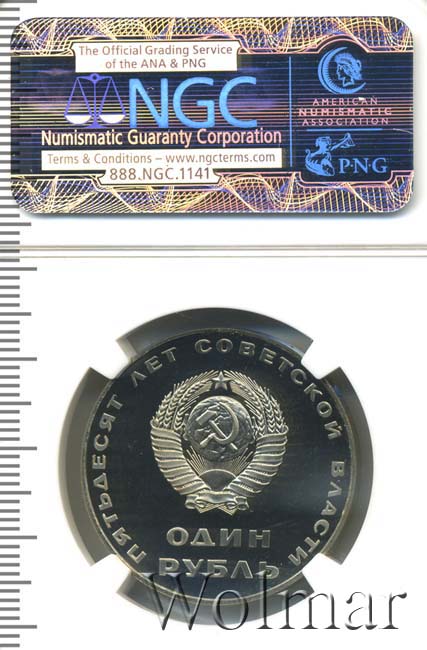 The Official Grading Service
of the ANA & PNG
NGC
Numismatic Guaranty Corporation
Terms & Conditions – www.ngcterms.com
888.NGC.1141
AMERICAN
NUMISMATIC
ASSOCIATION
PNG
ПЯТЬДЕСЯТ ЛЕТ СОВЕТСКОЙ ВЛАСТИ
ОДИН
РУБЛЬ
Wolmar